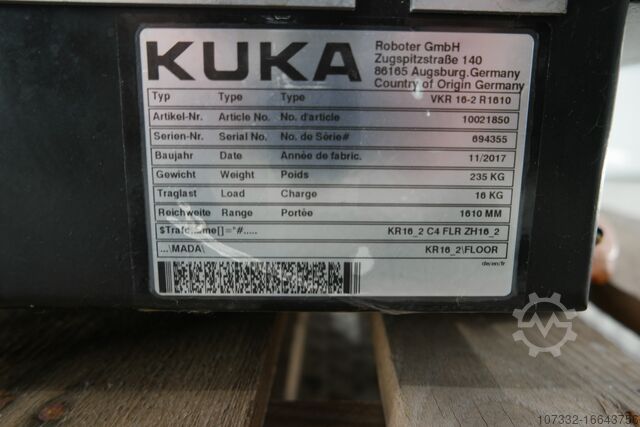 KUKA
Roboter GmbH
Zugspitzstraße 140
86165 Augsburg.Germany
Country of Origin Germany
Typ Type Type VKR 16-2 R1610
Artikel-Nr. Article No. No. d'article 10021850
Serien-Nr. Serial No. No. de Série# 694355
Baujahr Date Année de fabric. 11/2017
Gewicht Weight Poids 235 KG
Traglast Load Charge 16 KG
Reichweite Range Portée 1610 MM
KR16_2 C4 FLR ZH16_2
...\MADA\ KR16_2\FLOOR
de/en/fr
107332-16643756